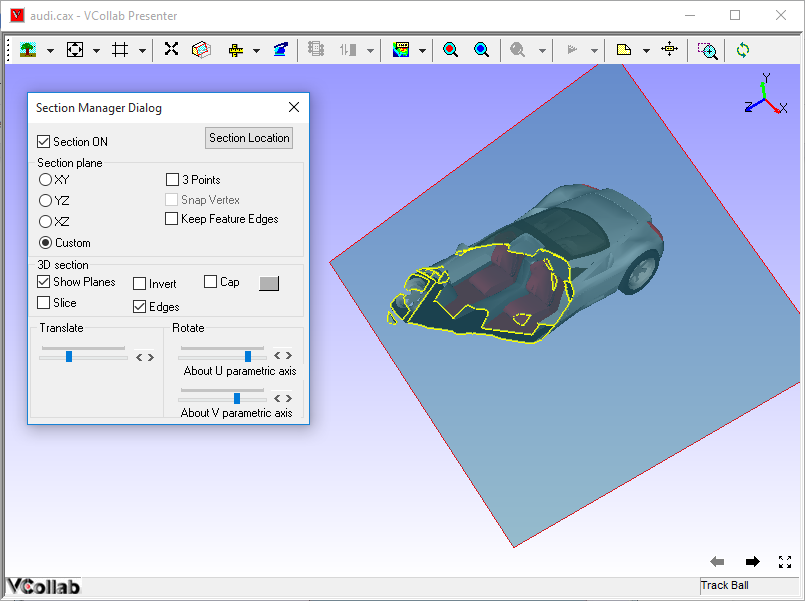 audi.cax - VCollab Presenter
Y
X
Z
Section Manager Dialog
Section ON
Section Location
Section plane
XY
3 Points
YZ
Snap Vertex
XZ
Keep Feature Edges
Custom
3D section
Show Planes
Invert
Cap
Slice
Edges
Translate
Rotate
About U parametric axis
About V parametric axis
VCollab
Track Ball